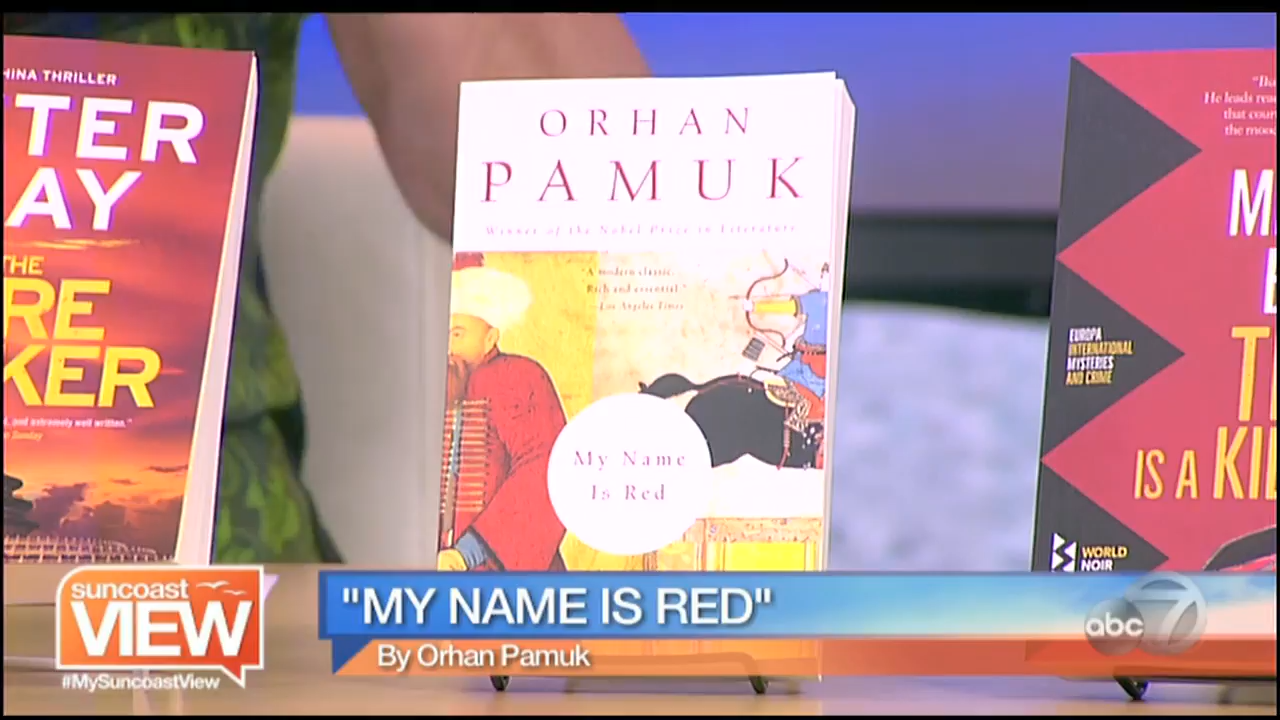 HINA THRILLER
TER
AY
THE
RE
KER
and extremely well written."
Sunday
ORHAN
PAMUK
Winner of the Nobel Prize in Literature
"A modern classic.
Rich and essential."
—Los Angeles Times
My Name
Is Red
He leads rea
that cour
the mood
M
EUROPA
INTERNATIONAL
MYSTERIES
AND CRIME
IS A KI
WORLD
NOIR
suncoast
VIEW
#MySuncoastView
"MY NAME IS RED"
By Orhan Pamuk
abc 7